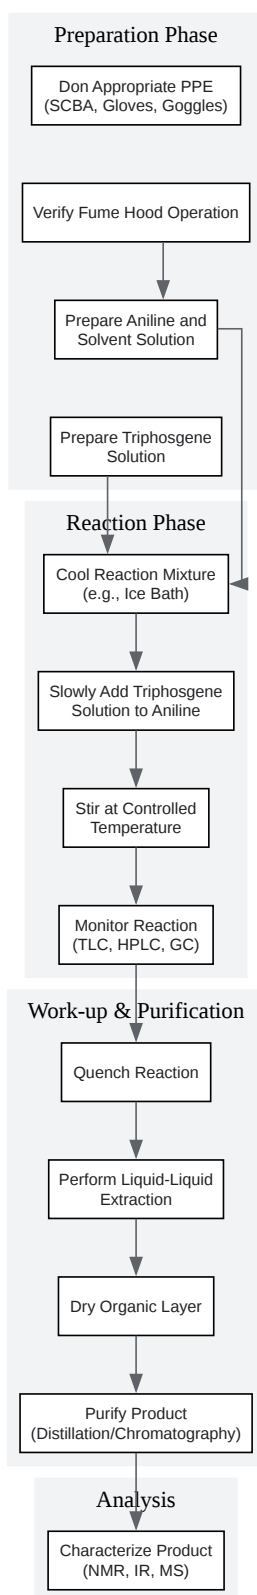 Preparation Phase
Don Appropriate PPE
(SCBA, Gloves, Goggles)
Verify Fume Hood Operation
Prepare Aniline and
Solvent Solution
Prepare Triphosgene
Solution
Reaction Phase
Cool Reaction Mixture
(e.g., Ice Bath)
Slowly Add Triphosgene
Solution to Aniline
Stir at Controlled
Temperature
Monitor Reaction
(TLC, HPLC, GC)
Work-up & Purification
Quench Reaction
Perform Liquid-Liquid
Extraction
Dry Organic Layer
Purify Product
(Distillation/Chromatography)
Analysis
Characterize Product
(NMR, IR, MS)